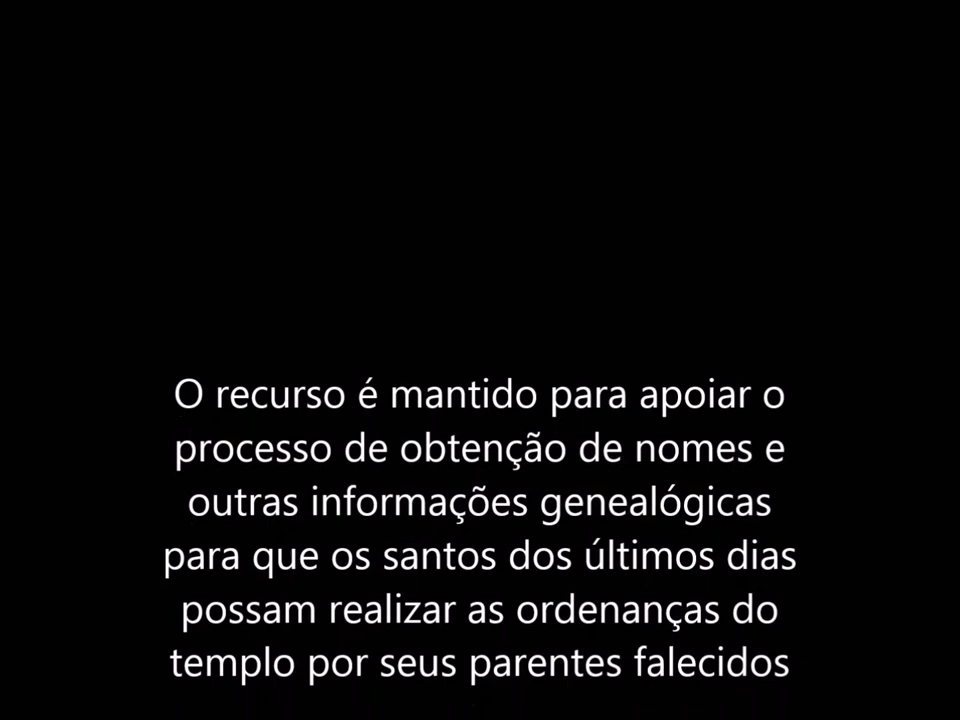 O recurso é mantido para apoiar o
processo de obtenção de nomes e
outras informações genealógicas
para que os santos dos últimos dias
possam realizar as ordenanças do
templo por seus parentes falecidos